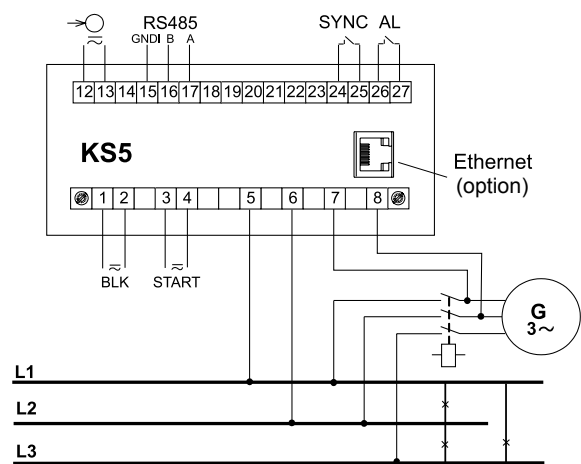 RS485
SYNC AL
GNDI B A
12 13 14 15 16 17 18 19 20 21 22 23 24 25 26 27
KS5
Ethernet
(option)
1 2 3 4 5 6 7 8
BLK START
G
3~
L1
L2
L3